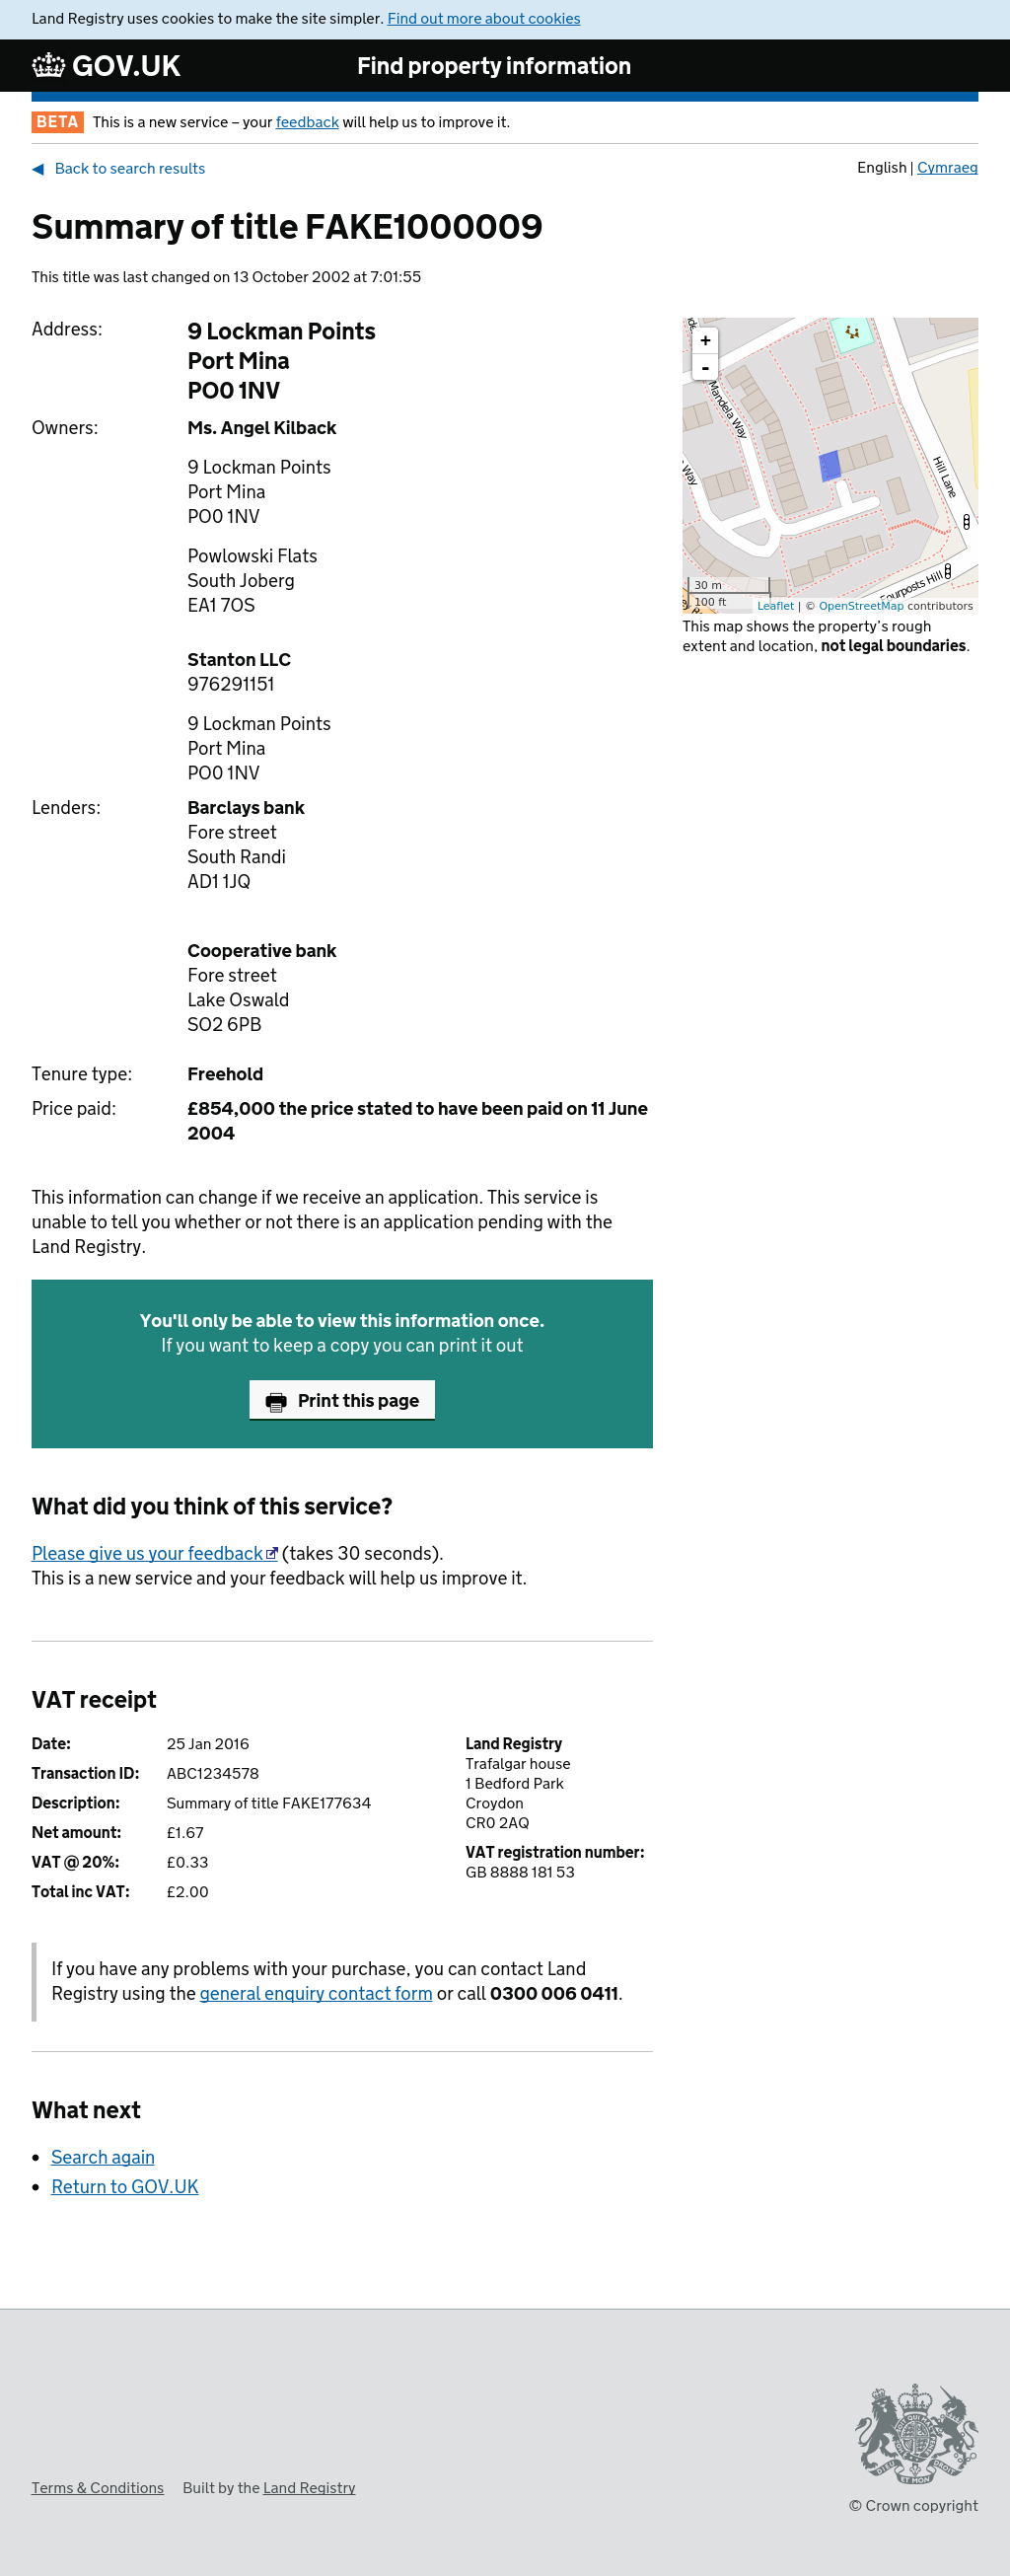 Land Registry uses cookies to make the site simpler. Find out more about cookies
GOV.UK
Find property information
BETA This is a new service – your feedback will help us to improve it.
◀ Back to search results
English | Cymraeg
Summary of title FAKE1000009
This title was last changed on 13 October 2002 at 7:01:55
Address:
9 Lockman Points
Port Mina
PO0 1NV
Owners:
Ms. Angel Kilback
9 Lockman Points
Port Mina
PO0 1NV
Powlowski Flats
South Joberg
EA1 7OS
Stanton LLC
976291151
9 Lockman Points
Port Mina
PO0 1NV
Lenders:
Barclays bank
Fore street
South Randi
AD1 1JQ
Cooperative bank
Fore street
Lake Oswald
SO2 6PB
Tenure type:
Freehold
Price paid:
£854,000 the price stated to have been paid on 11 June
2004
+
-
Mandela Way
Way
Hill Lane
Fourposts Hill
30 m
100 ft
Leaflet | © OpenStreetMap contributors
This map shows the property’s rough
extent and location, not legal boundaries.
This information can change if we receive an application. This service is
unable to tell you whether or not there is an application pending with the
Land Registry.
You'll only be able to view this information once.
If you want to keep a copy you can print it out
Print this page
What did you think of this service?
Please give us your feedback (takes 30 seconds).
This is a new service and your feedback will help us improve it.
VAT receipt
Date: 25 Jan 2016
Transaction ID: ABC1234578
Description: Summary of title FAKE177634
Net amount: £1.67
VAT @ 20%: £0.33
Total inc VAT: £2.00
Land Registry
Trafalgar house
1 Bedford Park
Croydon
CR0 2AQ
VAT registration number:
GB 8888 181 53
If you have any problems with your purchase, you can contact Land
Registry using the general enquiry contact form or call 0300 006 0411.
What next
• Search again
• Return to GOV.UK
Terms & Conditions Built by the Land Registry
© Crown copyright